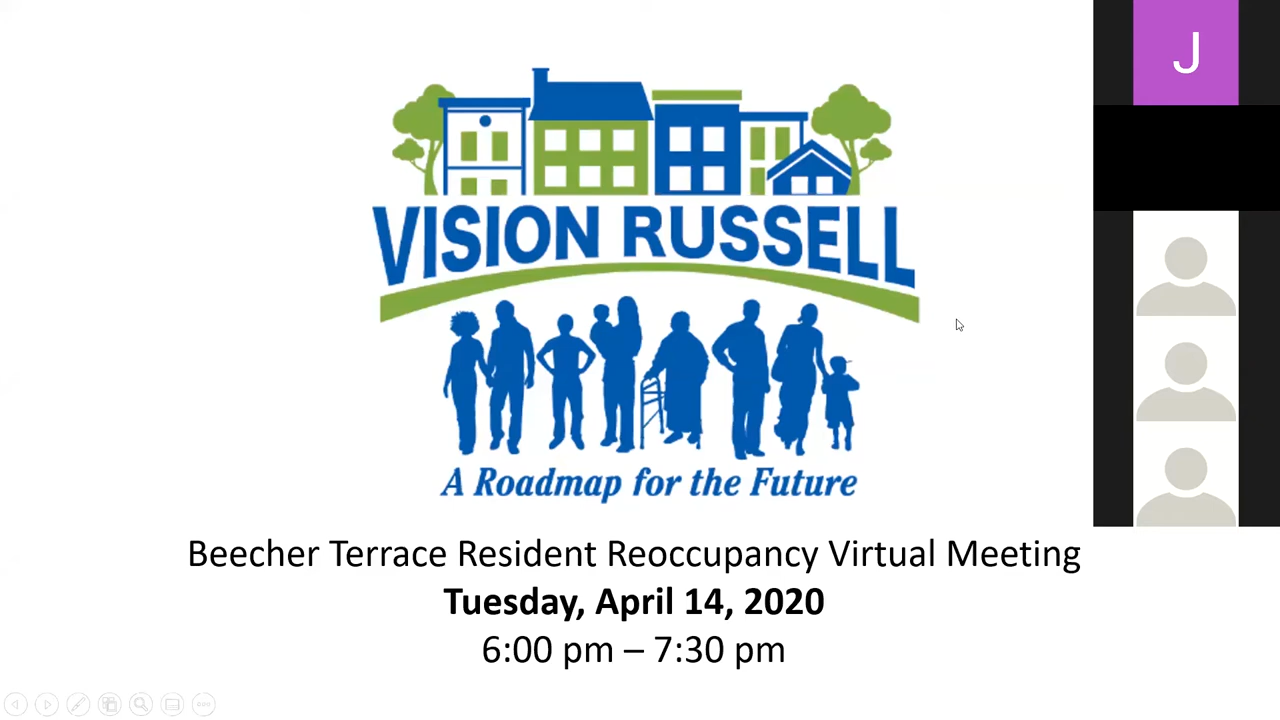 VISION RUSSELL
A Roadmap for the Future
Beecher Terrace Resident Reoccupancy Virtual Meeting
Tuesday, April 14, 2020
6:00 pm – 7:30 pm
J